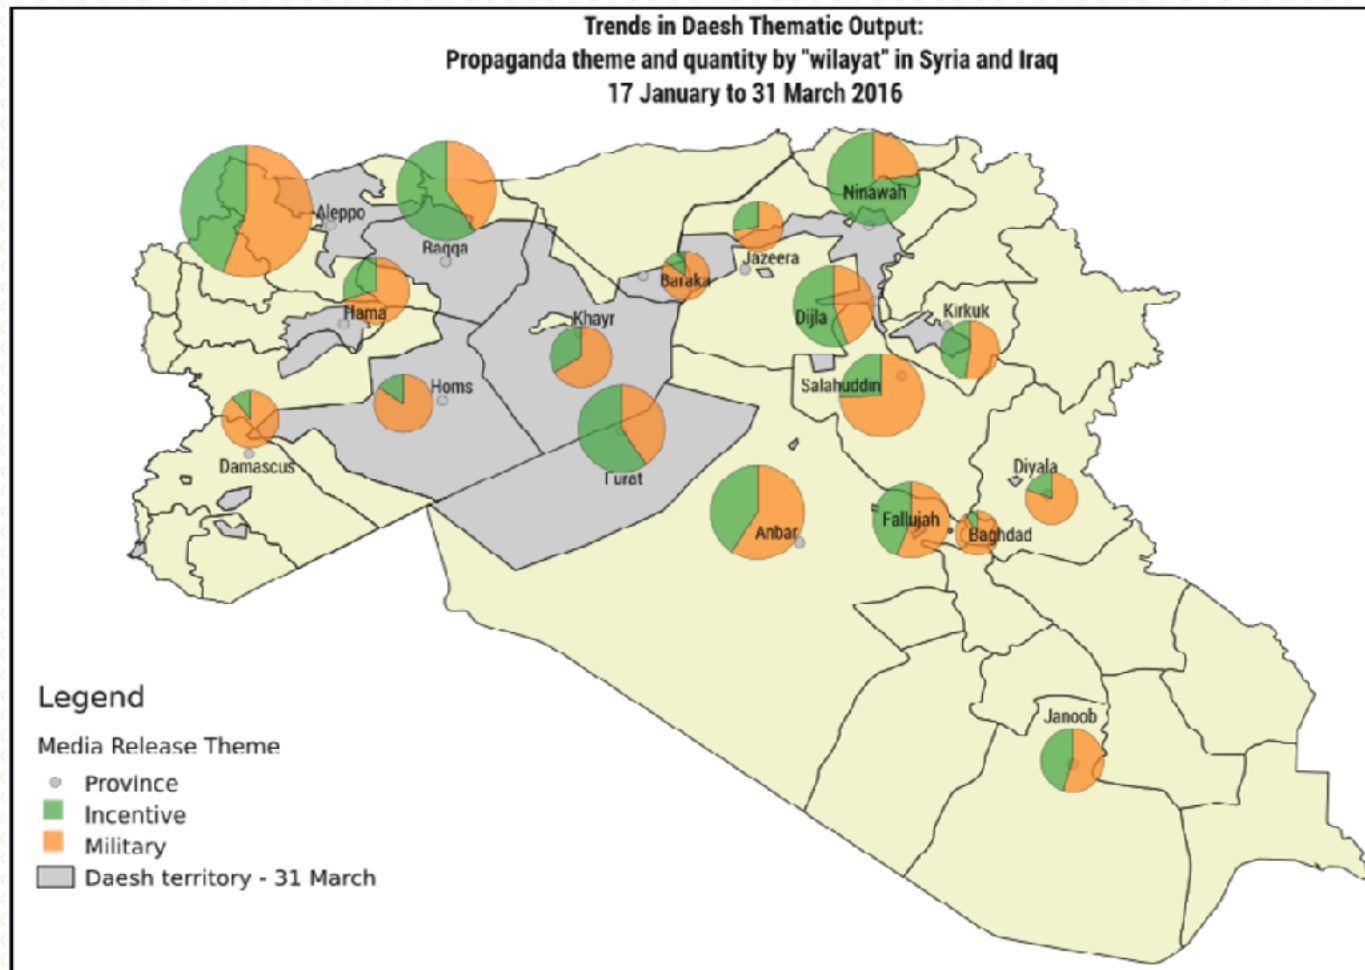 Trends in Daesh Thematic Output:
Propaganda theme and quantity by "wilayat" in Syria and Iraq
17 January to 31 March 2016
Ninawah
Aleppo
Raqqa
Jazeera
Baraka
Hama
Khayr
Dijla
Kirkuk
Homs
Salahuddin
Damascus
Furat
Diyala
Anbar
Fallujah
Baghdad
Janoob
Legend
Media Release Theme
Province
Incentive
Military
Daesh territory - 31 March